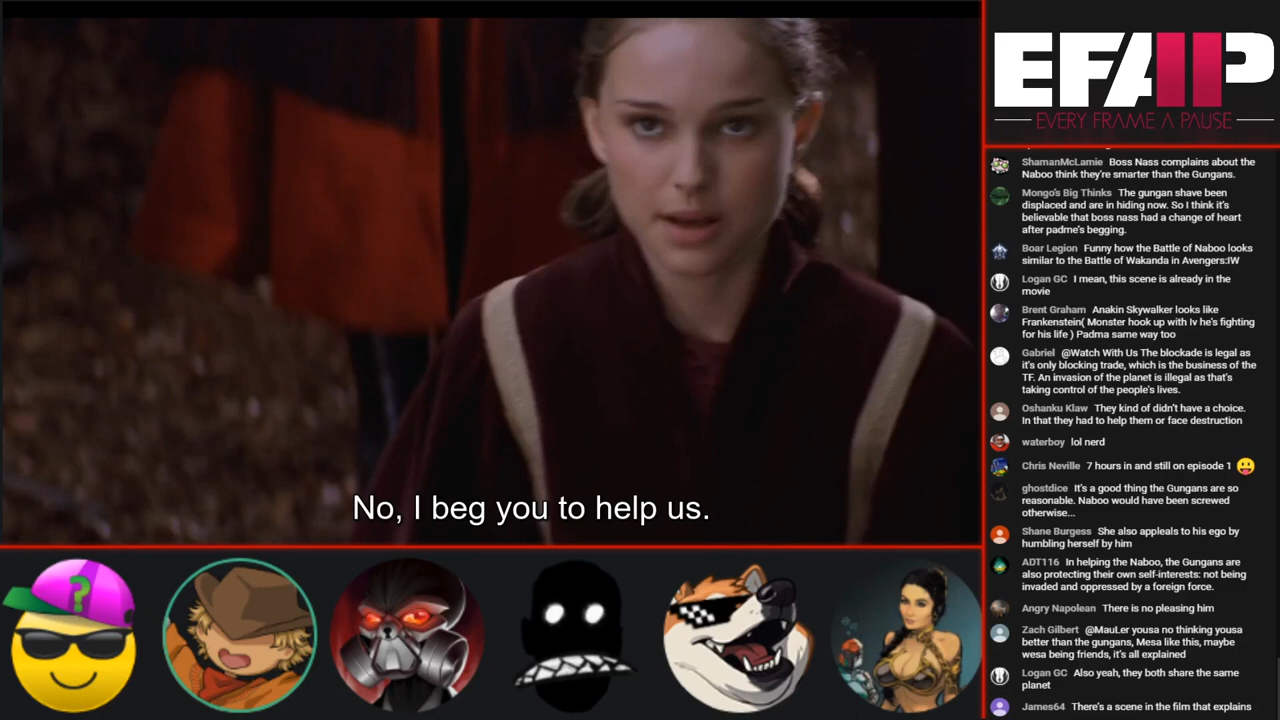 No, I beg you to help us.
?
EFAP
EVERY FRAME A PAUSE
ShamanMcLamie Boss Nass complains about the
Naboo think they're smarter than the Gungans.
Mongo's Big Thinks The gungan shave been
displaced and are in hiding now. So I think it's
believable that boss nass had a change of heart
after padme's begging.
Boar Legion Funny how the Battle of Naboo looks
similar to the Battle of Wakanda in Avengers:IW
Logan GC I mean, this scene is already in the
movie
Brent Graham Anakin Skywalker looks like
Frankenstein( Monster hook up with Iv he's fighting
for his life ) Padma same way too
Gabriel @Watch With Us The blockade is legal as
it's only blocking trade, which is the business of the
TF. An invasion of the planet is illegal as that's
taking control of the people's lives.
Oshanku Klaw They kind of didn't have a choice.
In that they had to help them or face destruction
waterboy lol nerd
Chris Neville 7 hours in and still on episode 1
ghostdice It's a good thing the Gungans are so
reasonable. Naboo would have been screwed
otherwise...
Shane Burgess She also appleals to his ego by
humbling herself by him
ADT116 In helping the Naboo, the Gungans are
also protecting their own self-interests: not being
invaded and oppressed by a foreign force.
Angry Napolean There is no pleasing him
Zach Gilbert @MauLer yousa no thinking yousa
better than the gungans, Mesa like this, maybe
wesa being friends, it's all explained
Logan GC Also yeah, they both share the same
planet
James64 There's a scene in the film that explains